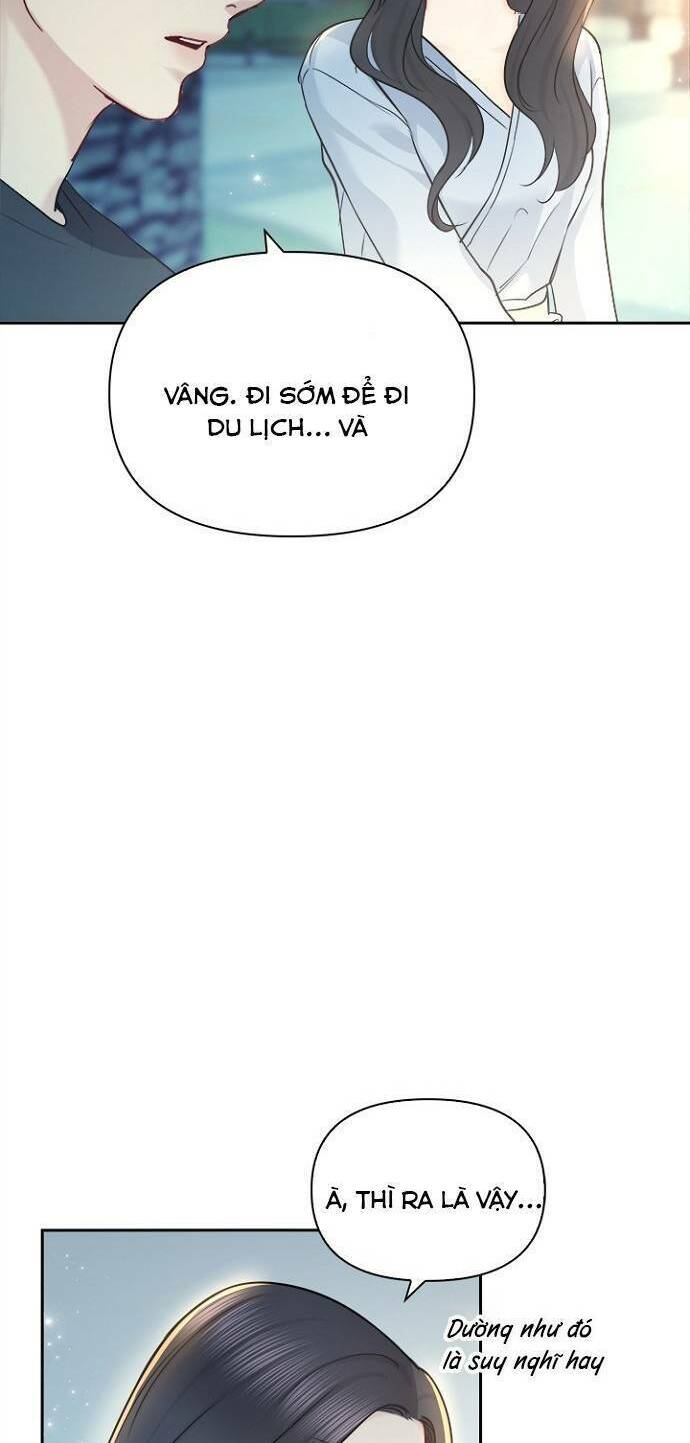 VÂNG. ĐI SỚM ĐỂ ĐI
DU LỊCH... VÀ
À, THÌ RA LÀ VẬY...
Dường như đó
là suy nghĩ hay